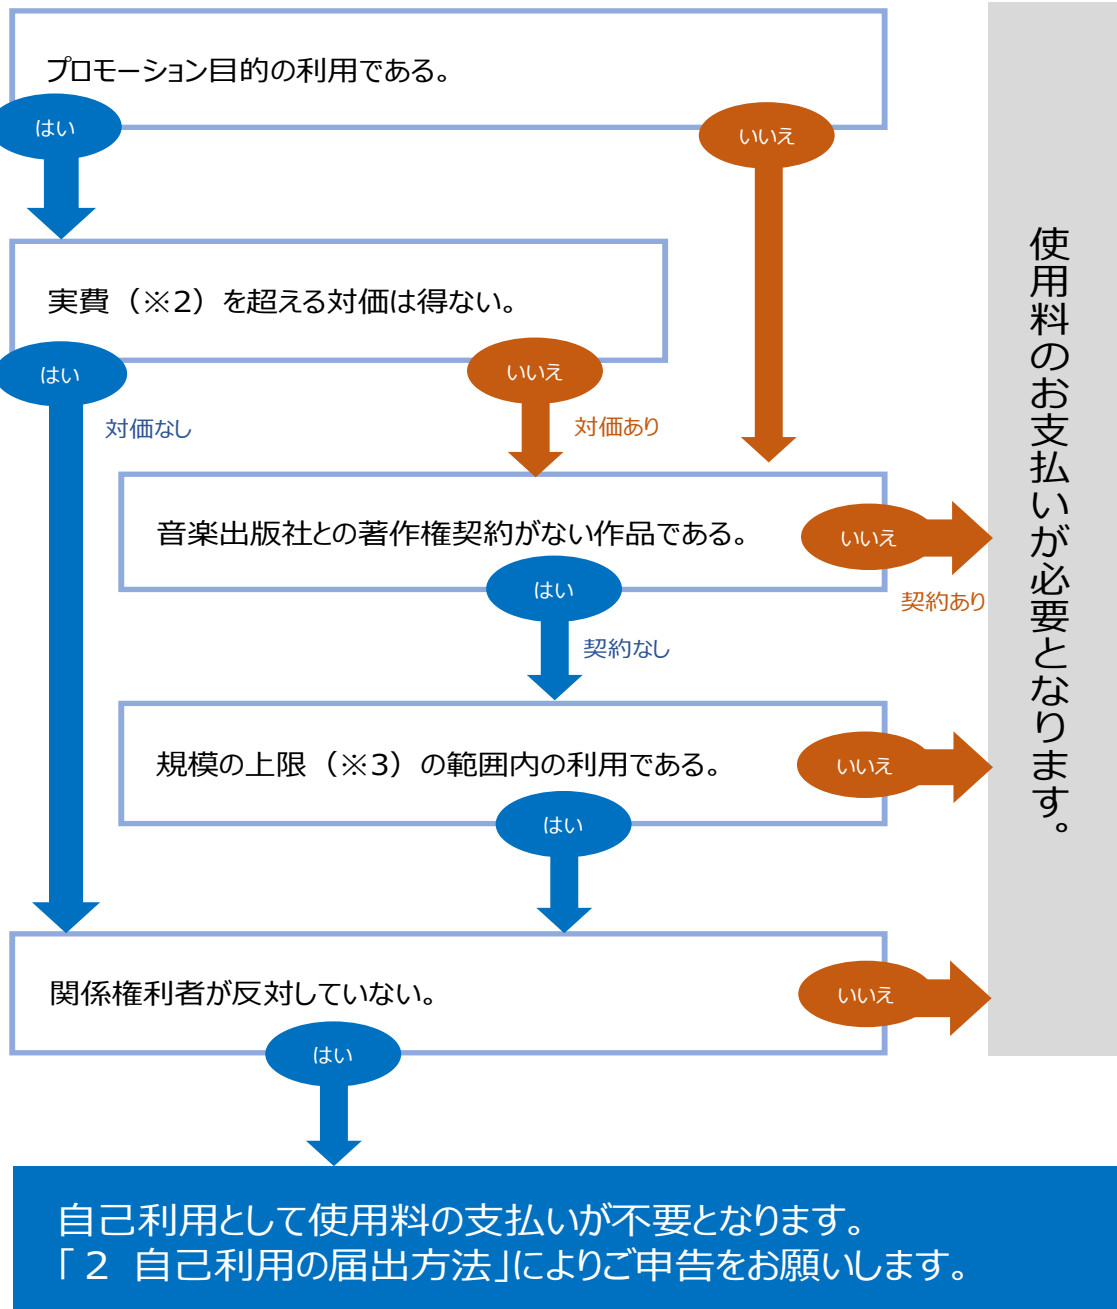 プロモーション目的の利用である。
はい
いいえ
実費（※2）を超える対価は得ない。
はい
いいえ
対価なし
対価あり
音楽出版社との著作権契約がない作品である。
いいえ
はい
契約あり
契約なし
規模の上限（※3）の範囲内の利用である。
いいえ
はい
関係権利者が反対していない。
いいえ
はい
使用料のお支払いが必要となります。
自己利用として使用料の支払いが不要となります。
「２　自己利用の届出方法」によりご申告をお願いします。